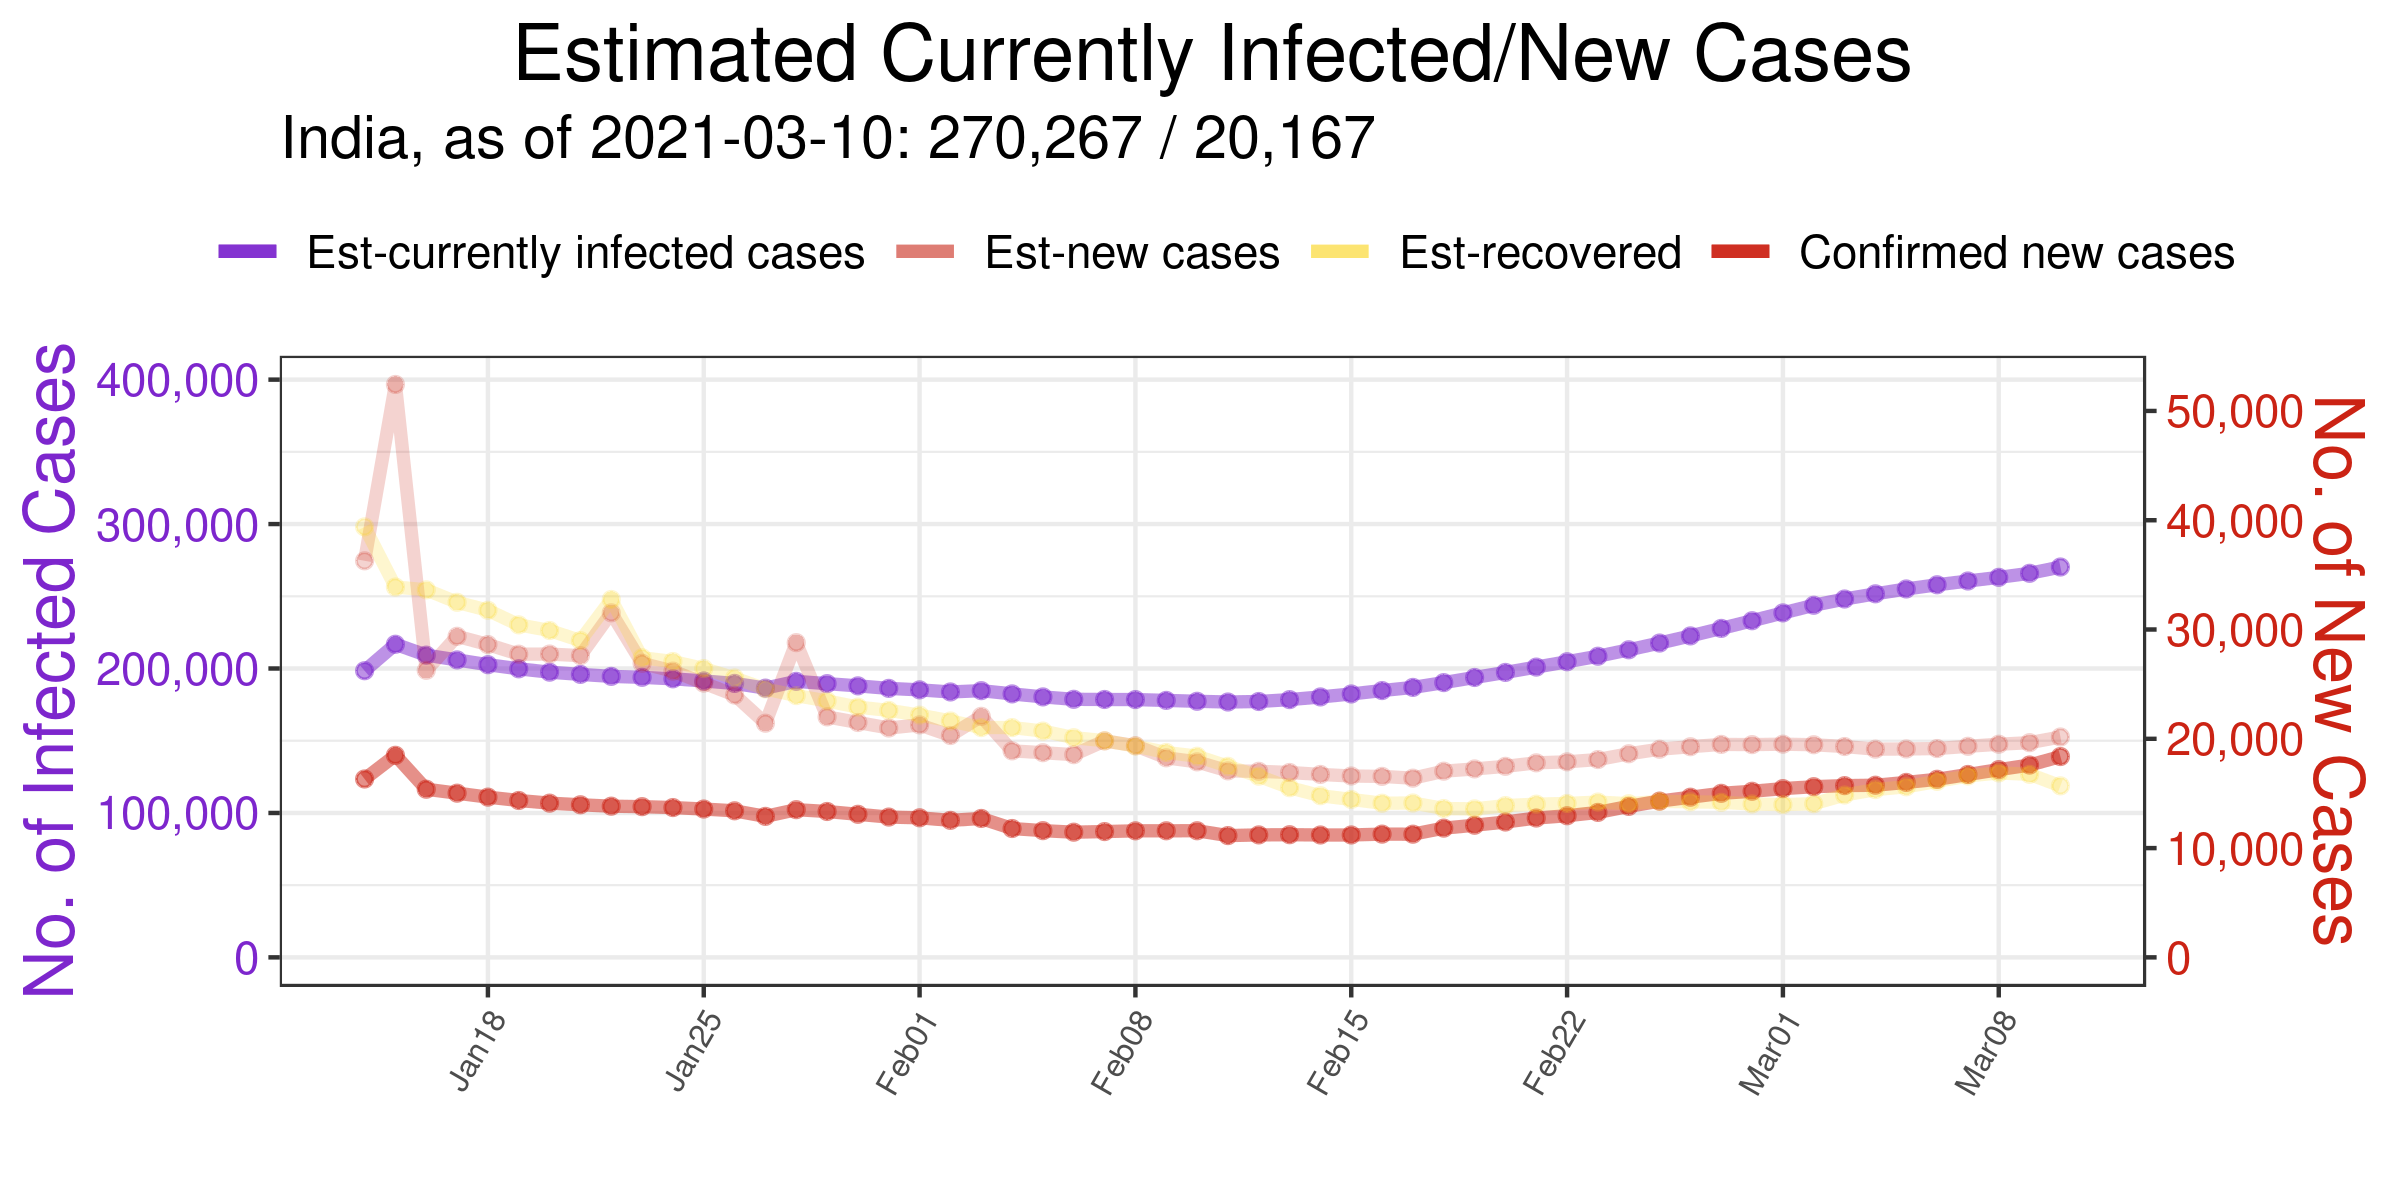 Estimated Currently Infected/New Cases
India, as of 2021-03-10: 270,267 / 20,167
Est-currently infected cases
Est-new cases
Est-recovered
Confirmed new cases
No. of Infected Cases
400,000
300,000
200,000
100,000
0
50,000
40,000
30,000
20,000
10,000
0
No. of New Cases
Jan18
Jan25
Feb01
Feb08
Feb15
Feb22
Mar01
Mar08